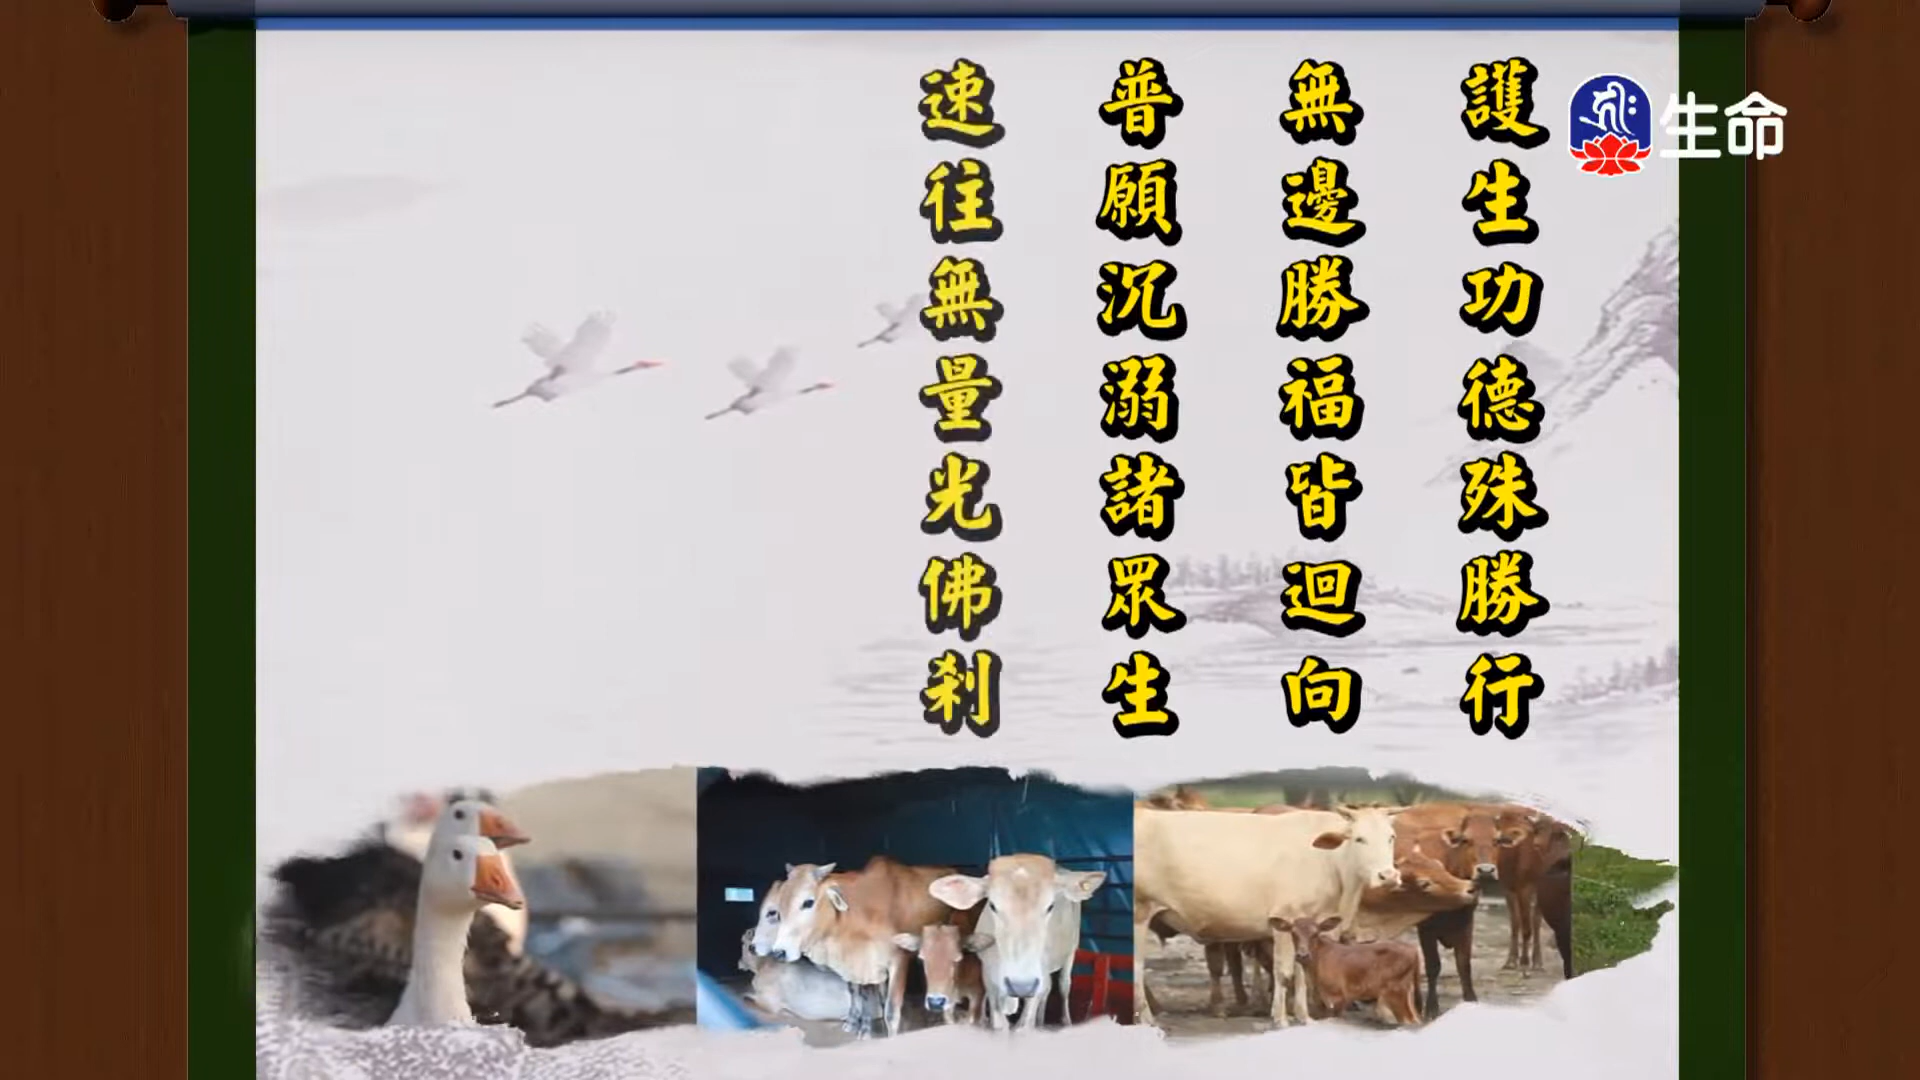 護生功德殊勝行
無邊勝福皆迴向
普願沉溺諸眾生
速往無量光佛剎
生命